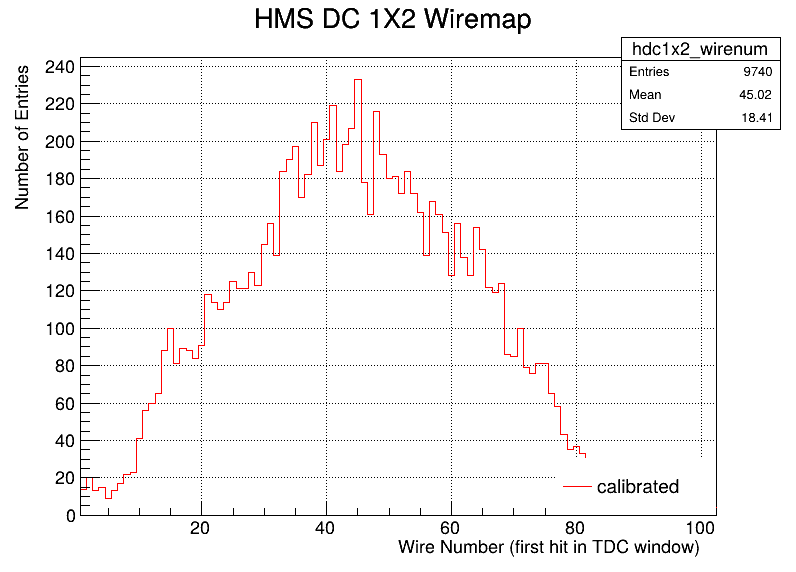 HMS DC 1X2 Wiremap
hdc1x2_wirenum
Entries 9740
Mean 45.02
Std Dev 18.41
Number of Entries
240
220
200
180
160
140
120
100
80
60
40
20
0
calibrated
20 40 60 80 100
Wire Number (first hit in TDC window)